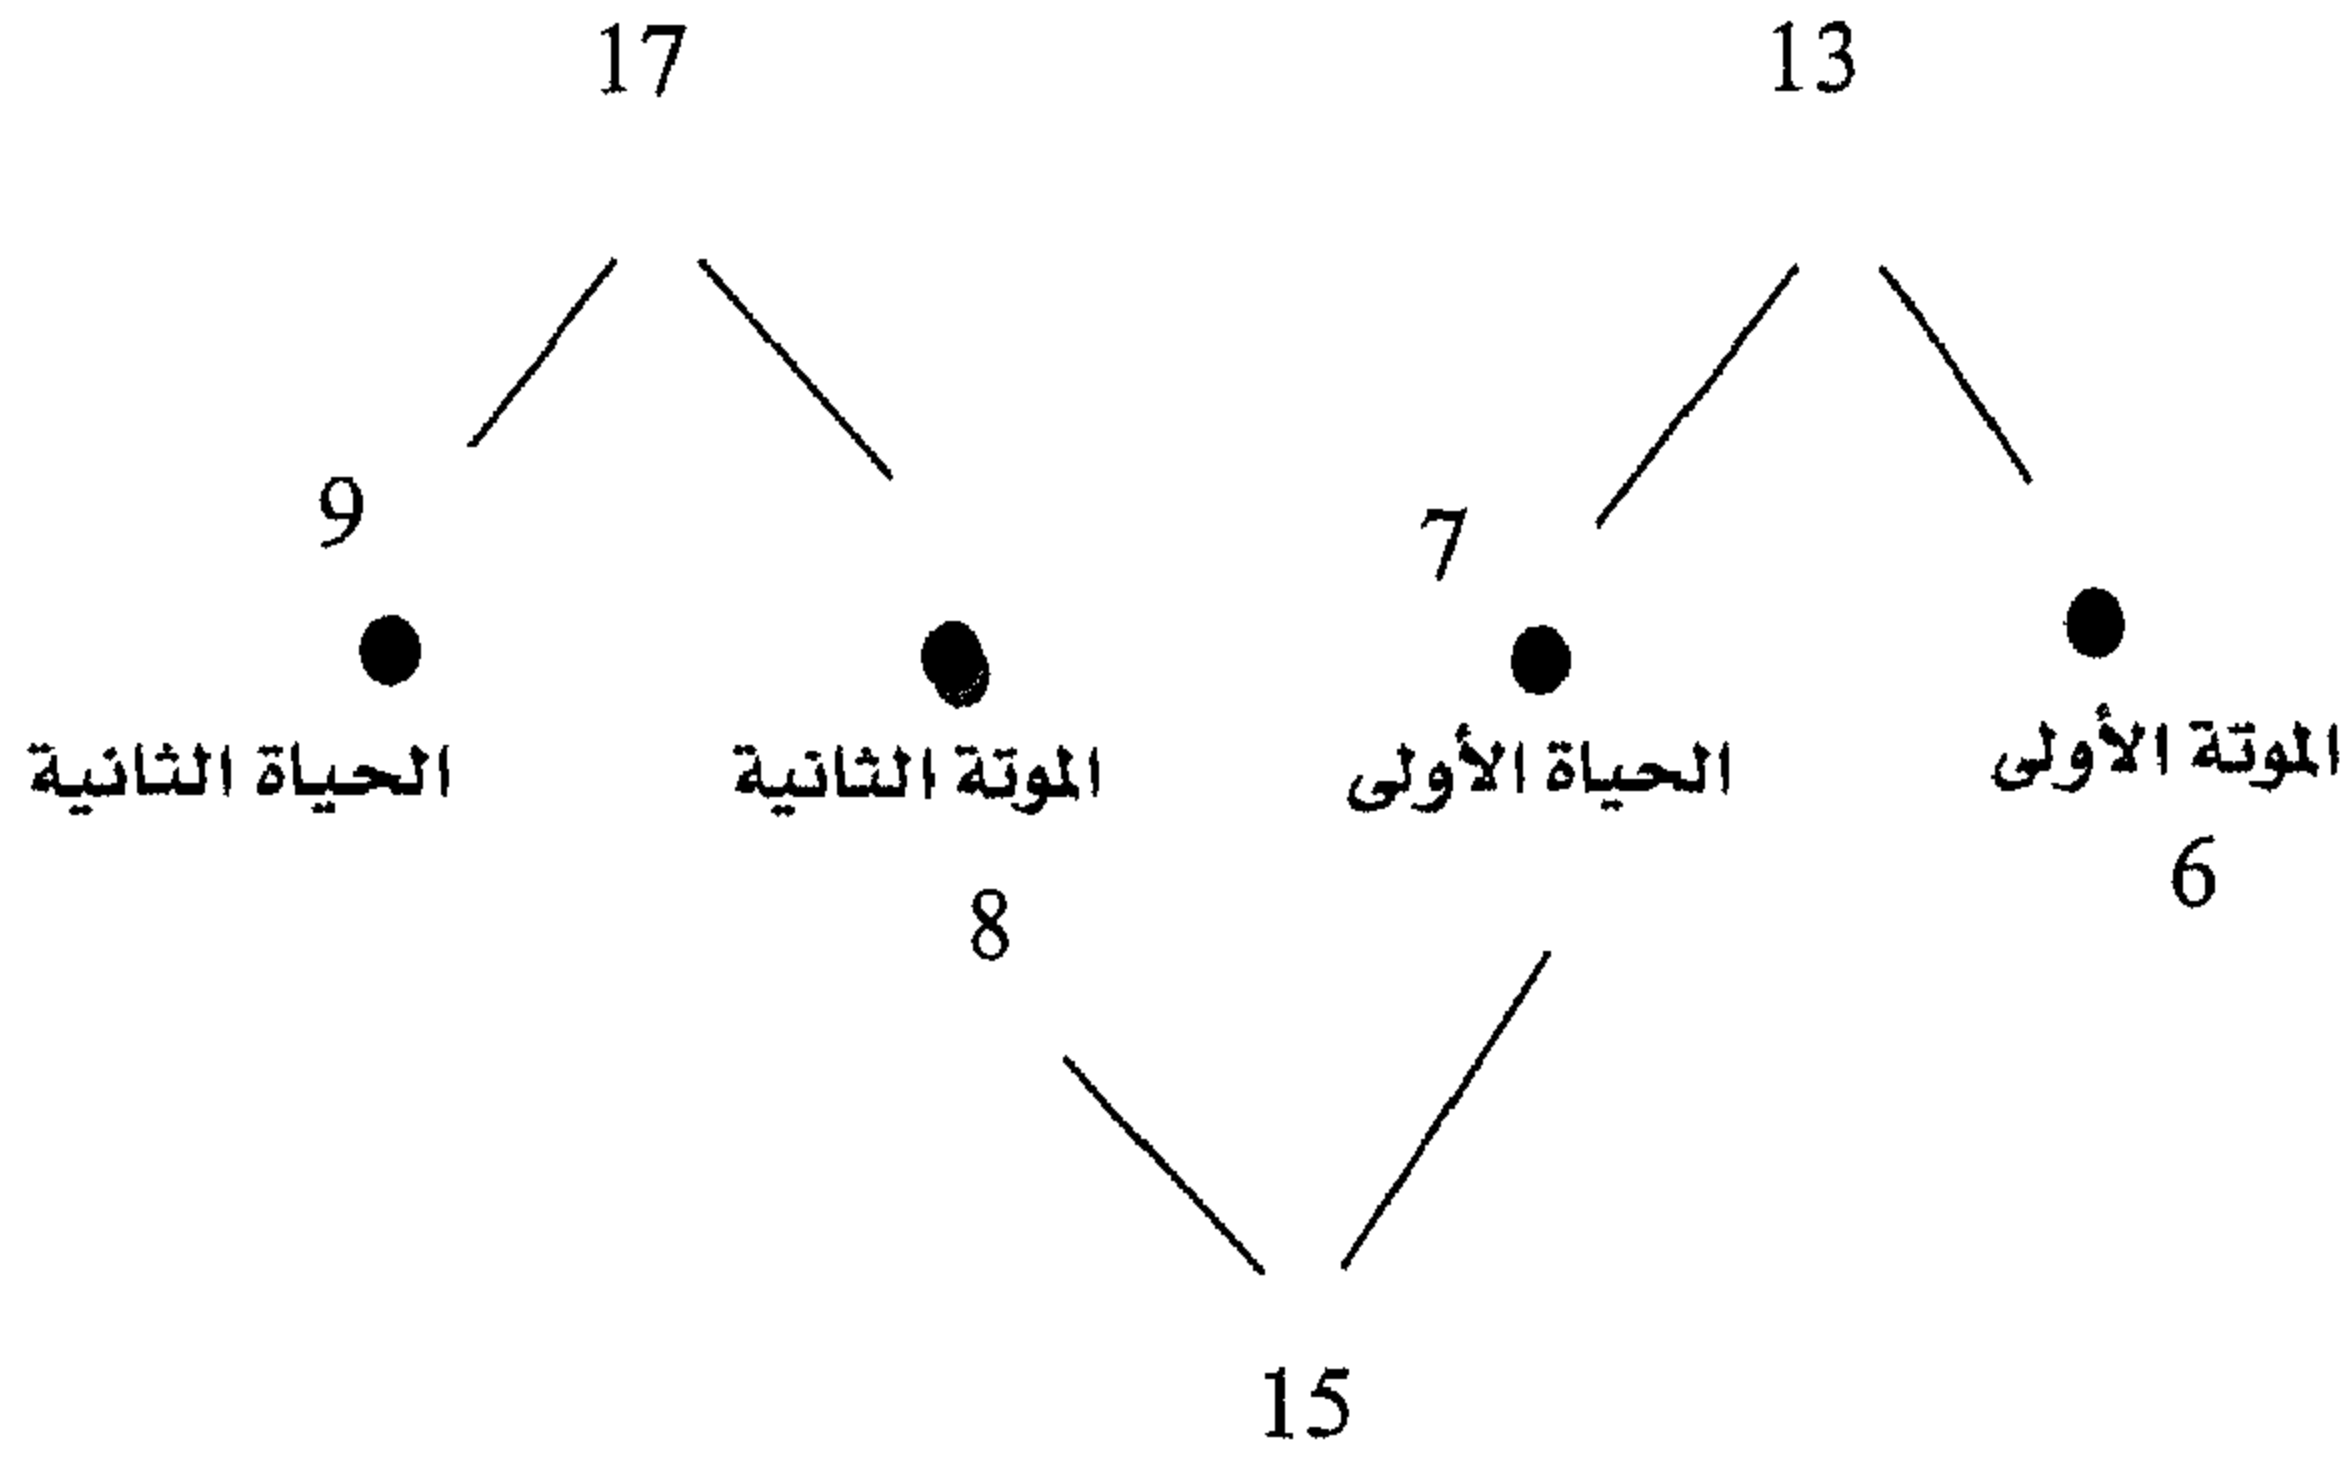 13 17
7 9
الموتة الأولى الحياة الأولى الموتة الثانية الحياة الثانية
6 8
15